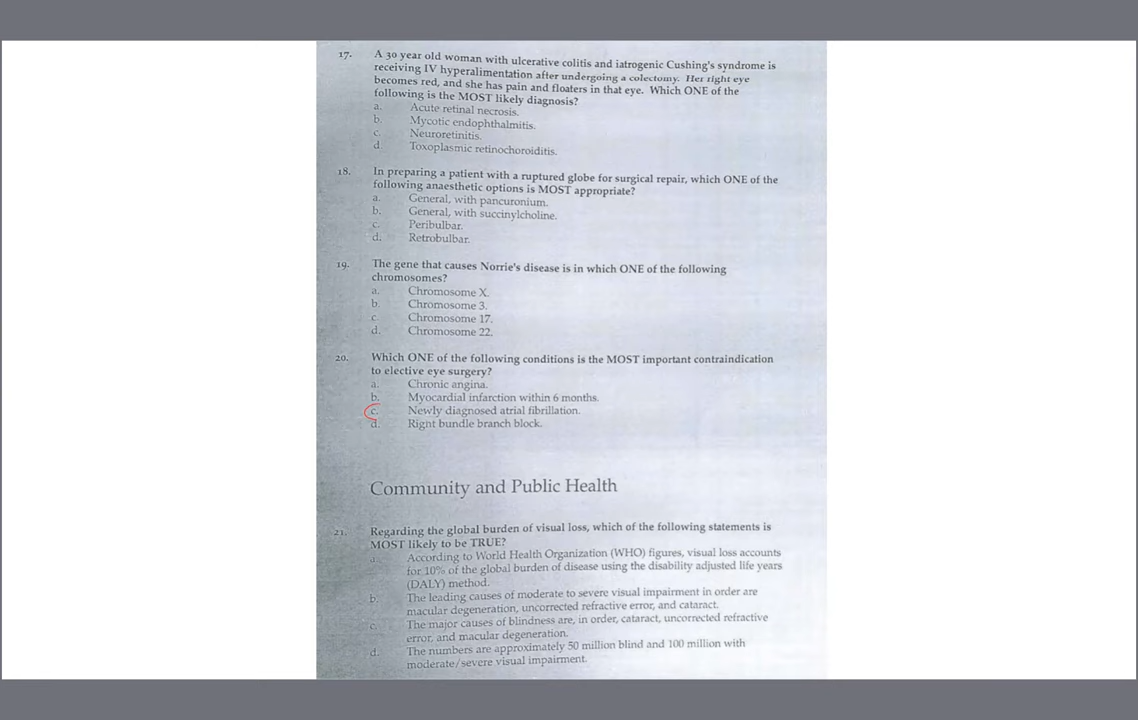 17. A 30 year old woman with ulcerative colitis and iatrogenic Cushing's syndrome is
receiving IV hyperalimentation after undergoing a colectomy. Her right eye
becomes red, and she has pain and floaters in that eye. Which ONE of the
following is the MOST likely diagnosis?
a. Acute retinal necrosis.
b. Mycotic endophthalmitis.
c. Neuroretinitis.
d. Toxoplasmic retinochoroiditis.
18. In preparing a patient with a ruptured globe for surgical repair, which ONE of the
following anaesthetic options is MOST appropriate?
a. General, with pancuronium.
b. General, with succinylcholine.
c. Peribulbar.
d. Retrobulbar.
19. The gene that causes Norrie's disease is in which ONE of the following
chromosomes?
a. Chromosome X.
b. Chromosome 3.
c. Chromosome 17.
d. Chromosome 22.
20. Which ONE of the following conditions is the MOST important contraindication
to elective eye surgery?
a. Chronic angina.
b. Myocardial infarction within 6 months.
c. Newly diagnosed atrial fibrillation.
d. Right bundle branch block.
Community and Public Health
21. Regarding the global burden of visual loss, which of the following statements is
MOST likely to be TRUE?
a. According to World Health Organization (WHO) figures, visual loss accounts
for 10% of the global burden of disease using the disability adjusted life years
(DALY) method.
b. The leading causes of moderate to severe visual impairment in order are
macular degeneration, uncorrected refractive error, and cataract.
c. The major causes of blindness are, in order, cataract, uncorrected refractive
error, and macular degeneration.
d. The numbers are approximately 50 million blind and 100 million with
moderate/severe visual impairment.